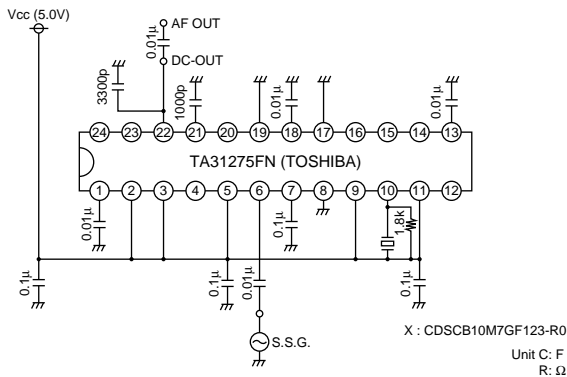 Vcc (5.0V)
AF OUT
0.01μ
DC-OUT
3300p
1000p
0.01μ
0.01μ
24 23 22 21 20 19 18 17 16 15 14 13
TA31275FN (TOSHIBA)
1 2 3 4 5 6 7 8 9 10 11 12
0.01μ
0.1μ
1.8k
0.1μ
0.1μ
0.01μ
0.1μ
X : CDSCB10M7GF123-R0
S.S.G.
Unit C: F
R: Ω